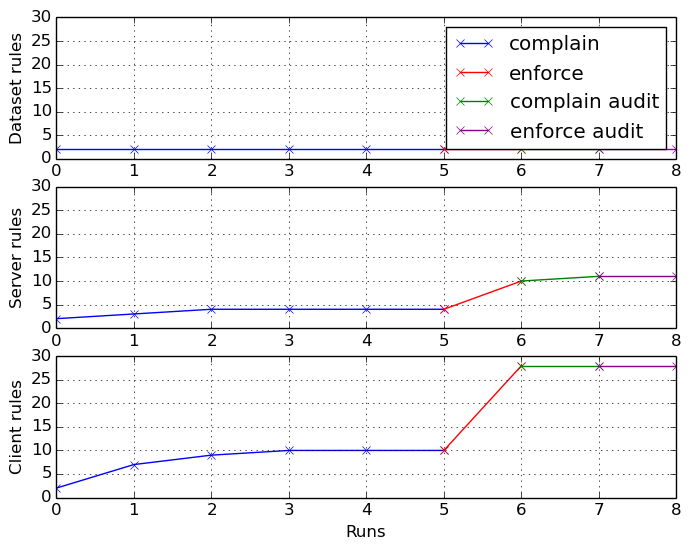 Dataset rules
30
25
20
15
10
5
0
0 1 2 3 4 5 6 7 8
complain
enforce
complain audit
enforce audit
Server rules
30
25
20
15
10
5
0
0 1 2 3 4 5 6 7 8
Client rules
30
25
20
15
10
5
0
0 1 2 3 4 5 6 7 8
Runs